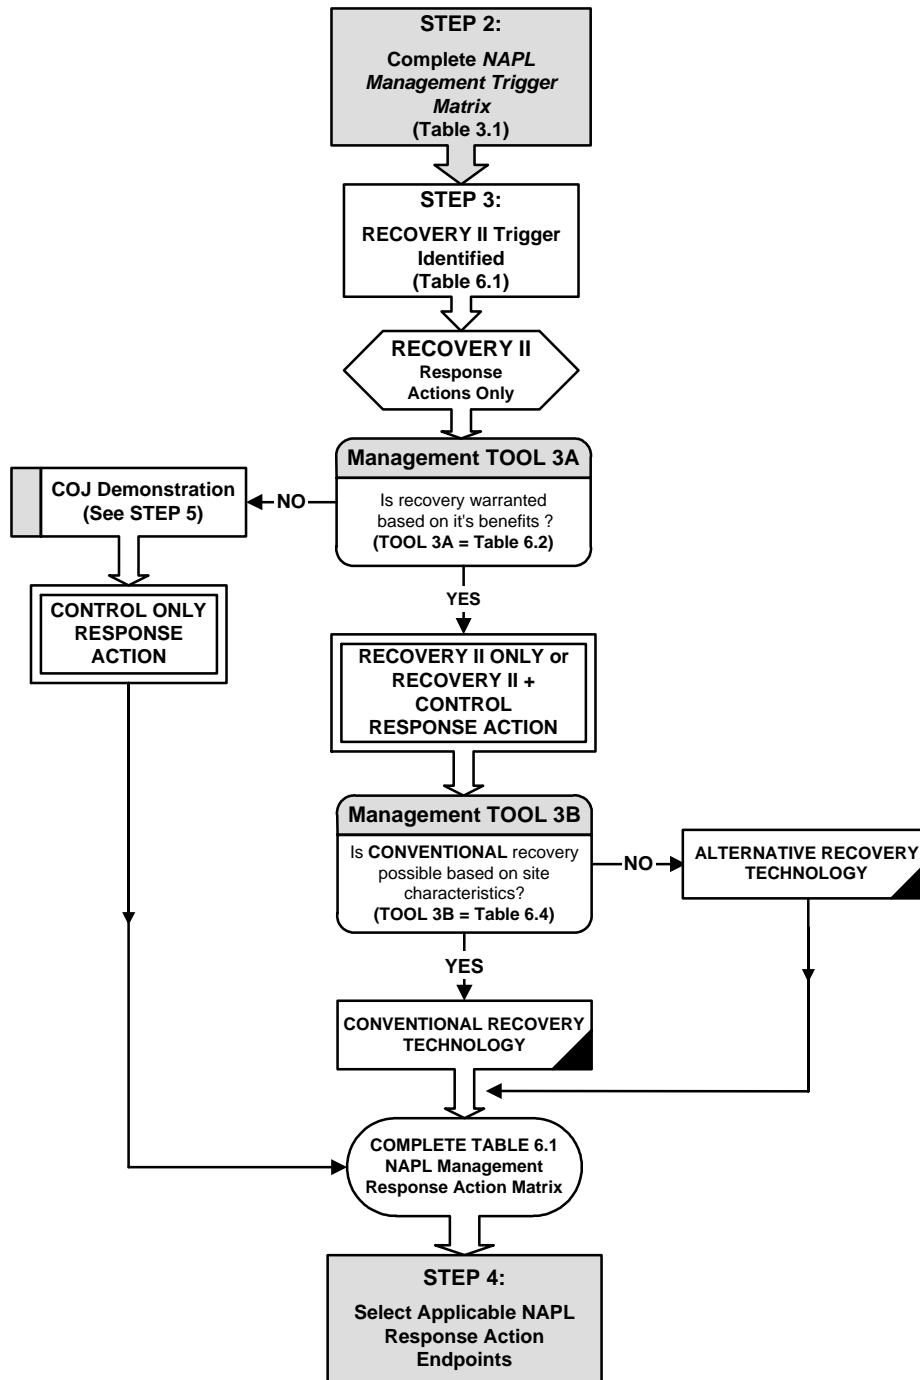 STEP 2:
Complete NAPL
Management Trigger
Matrix
(Table 3.1)
STEP 3:
RECOVERY II Trigger
Identified
(Table 6.1)
RECOVERY II
Response
Actions Only
Management TOOL 3A
Is recovery warranted
based on it's benefits ?
(TOOL 3A = Table 6.2)
NO
COJ Demonstration
(See STEP 5)
CONTROL ONLY
RESPONSE
ACTION
YES
RECOVERY II ONLY or
RECOVERY II +
CONTROL
RESPONSE ACTION
Management TOOL 3B
Is CONVENTIONAL recovery
possible based on site
characteristics?
(TOOL 3B = Table 6.4)
NO
ALTERNATIVE RECOVERY
TECHNOLOGY
YES
CONVENTIONAL RECOVERY
TECHNOLOGY
COMPLETE TABLE 6.1
NAPL Management
Response Action Matrix
STEP 4:
Select Applicable NAPL
Response Action
Endpoints